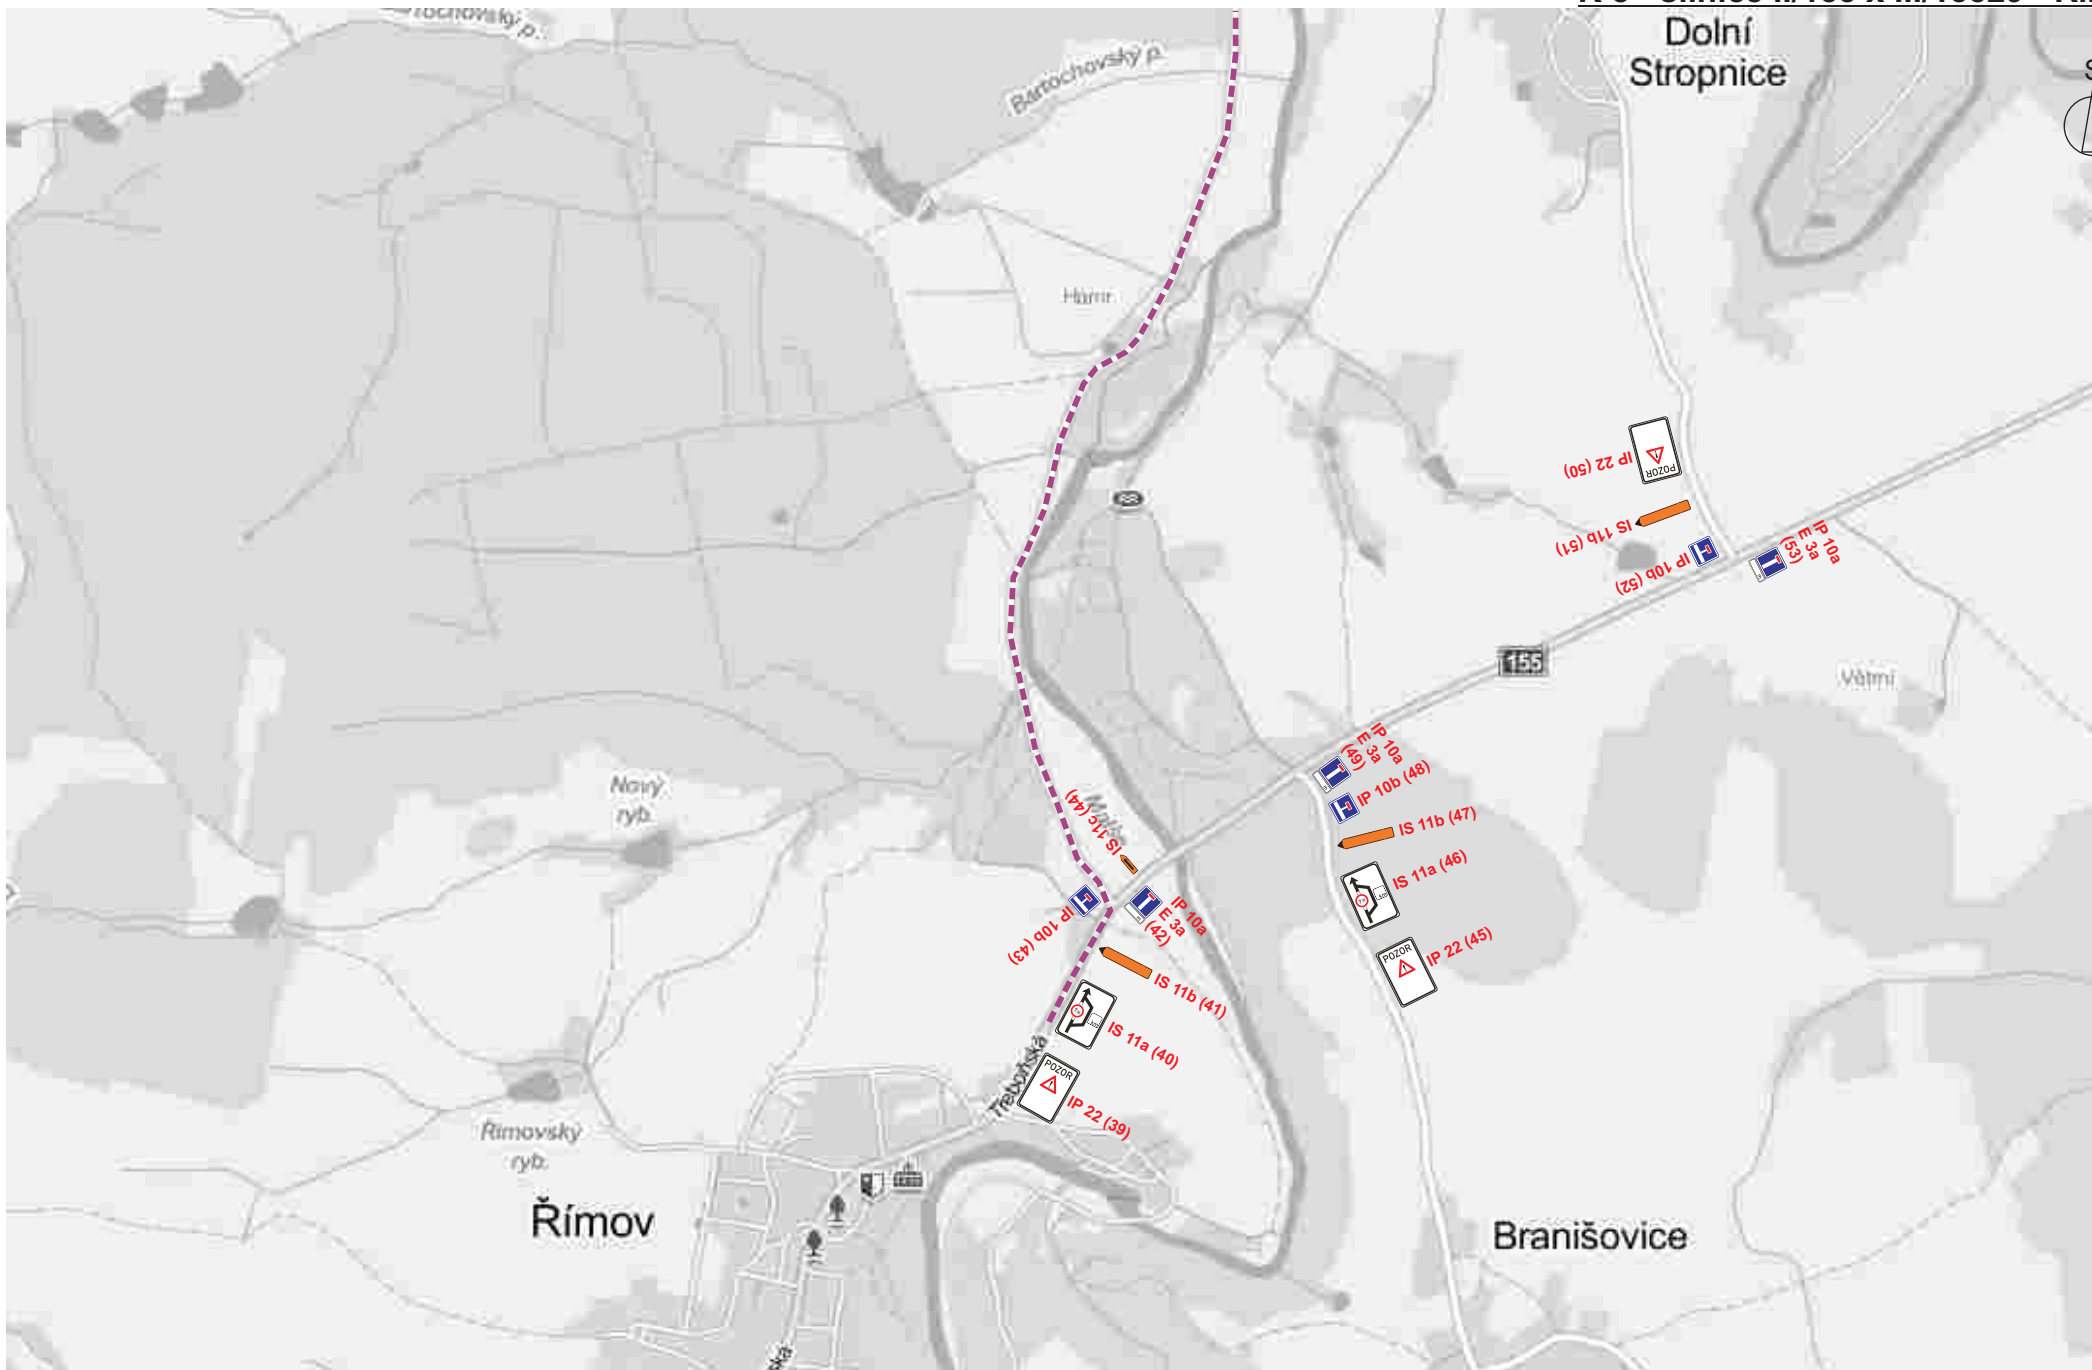 Dolní
Stropnice
Bartochovský p.
Hamr
IP 22 (50)
POZOR
IS 11b (51)
IP 10b (52)
IP 10a
E 3a
(53)
155
Větrní
IP 10a
E 3a
(49)
IP 10b (48)
IS 11b (47)
IS 11a (46)
POZOR
IP 22 (45)
Nový
ryb.
IS 11c (44)
IP 10b (43)
IP 10a
E 3a
(42)
IS 11b (41)
IS 11a (40)
Třeboňská
POZOR
IP 22 (39)
Římovský
ryb.
Římov
Branišovice